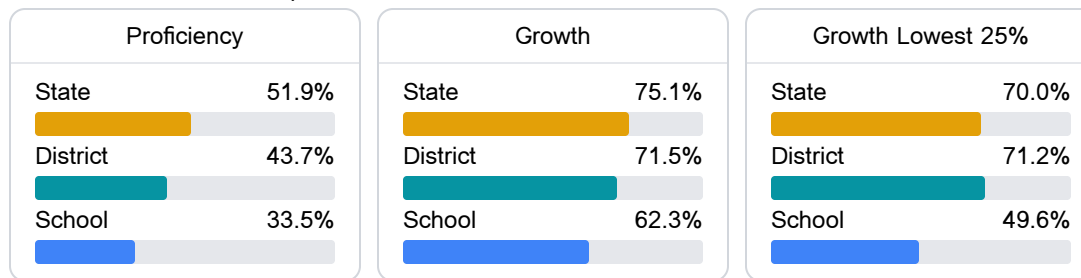 Proficiency
State 51.9%
District 43.7%
School 33.5%
Growth
State 75.1%
District 71.5%
School 62.3%
Growth Lowest 25%
State 70.0%
District 71.2%
School 49.6%